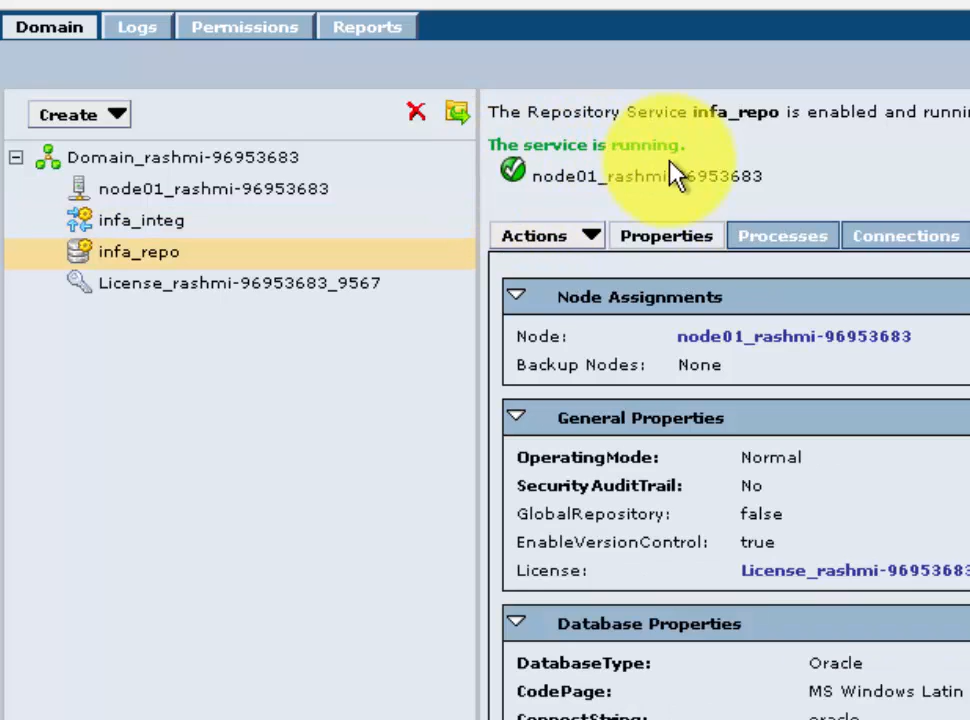 Domain Logs Permissions Reports
Create
Domain_rashmi-96953683
node01_rashmi-96953683
infa_integ
infa_repo
License_rashmi-96953683_9567
The Repository Service infa_repo is enabled and
The service is running.
node01_rashmi-96953683
Actions Properties Processes Connections
Node Assignments
Node: node01_rashmi-96953683
Backup Nodes: None
General Properties
OperatingMode: Normal
SecurityAuditTrail: No
GlobalRepository: false
EnableVersionControl: true
License: License_rashmi-96953683
Database Properties
DatabaseType: Oracle
CodePage: MS Windows Latin